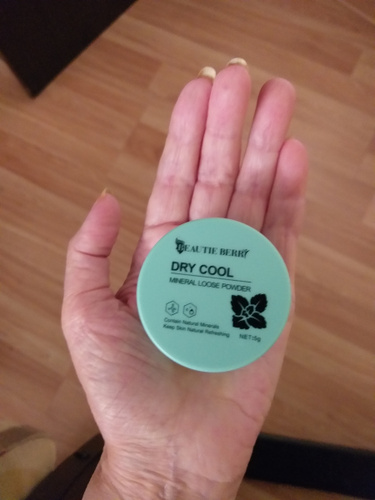 BEAUTIE BERRY
DRY COOL
MINERAL LOOSE POWDER
Contain Natural Minerals
Keep Skin Natural Refreshing
NET:5g